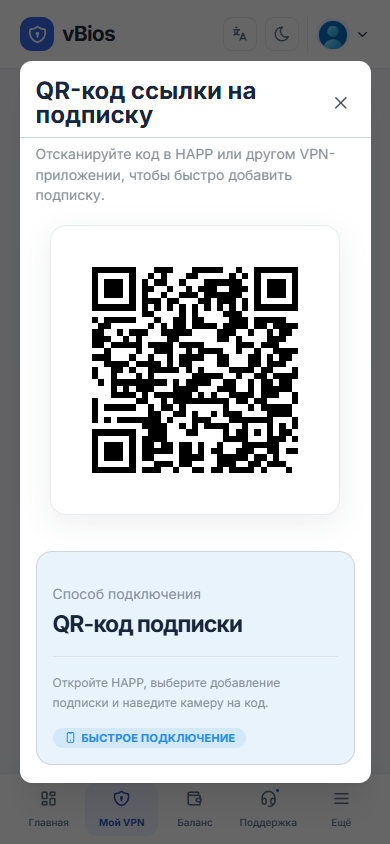 vBios
QR-код ссылки на
подписку
Отсканируйте код в HAPP или другом VPN-
приложении, чтобы быстро добавить
подписку.
Способ подключения
QR-код подписки
Откройте HAPP, выберите добавление
подписки и наведите камеру на код.
БЫСТРОЕ ПОДКЛЮЧЕНИЕ
Главная
Мой VPN
Баланс
Поддержка
Ещё